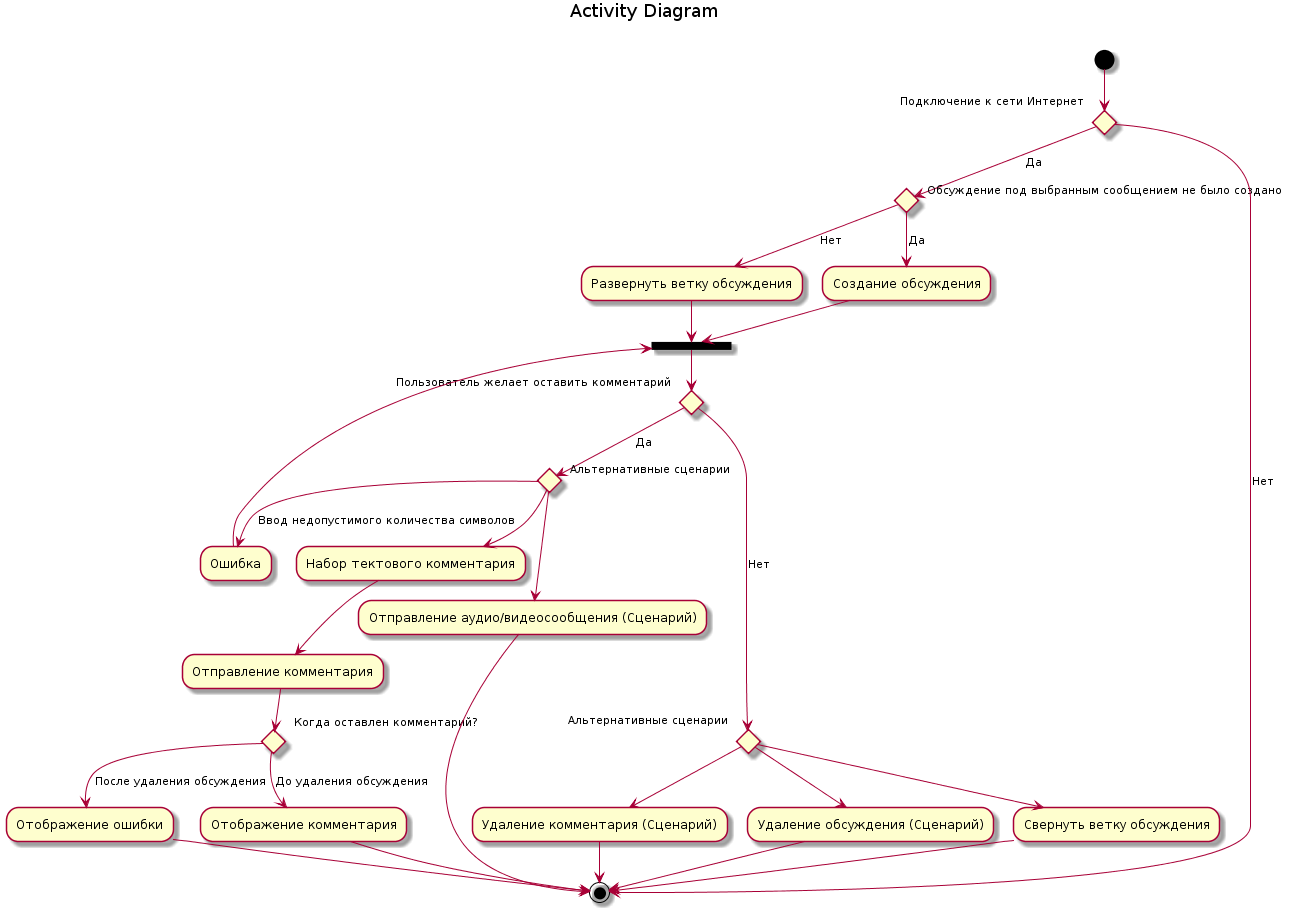 Activity Diagram
Подключение к сети Интернет
Да
Обсуждение под выбранным сообщением не было создано
Нет
Да
Развернуть ветку обсуждения
Создание обсуждения
Пользователь желает оставить комментарий
Да
Альтернативные сценарии
Нет
Ввод недопустимого количества символов
Ошибка
Набор тектового комментария
Нет
Отправление аудио/видеосообщения (Сценарий)
Отправление комментария
Когда оставлен комментарий?
Альтернативные сценарии
После удаления обсуждения
До удаления обсуждения
Отображение ошибки
Отображение комментария
Удаление комментария (Сценарий)
Удаление обсуждения (Сценарий)
Свернуть ветку обсуждения